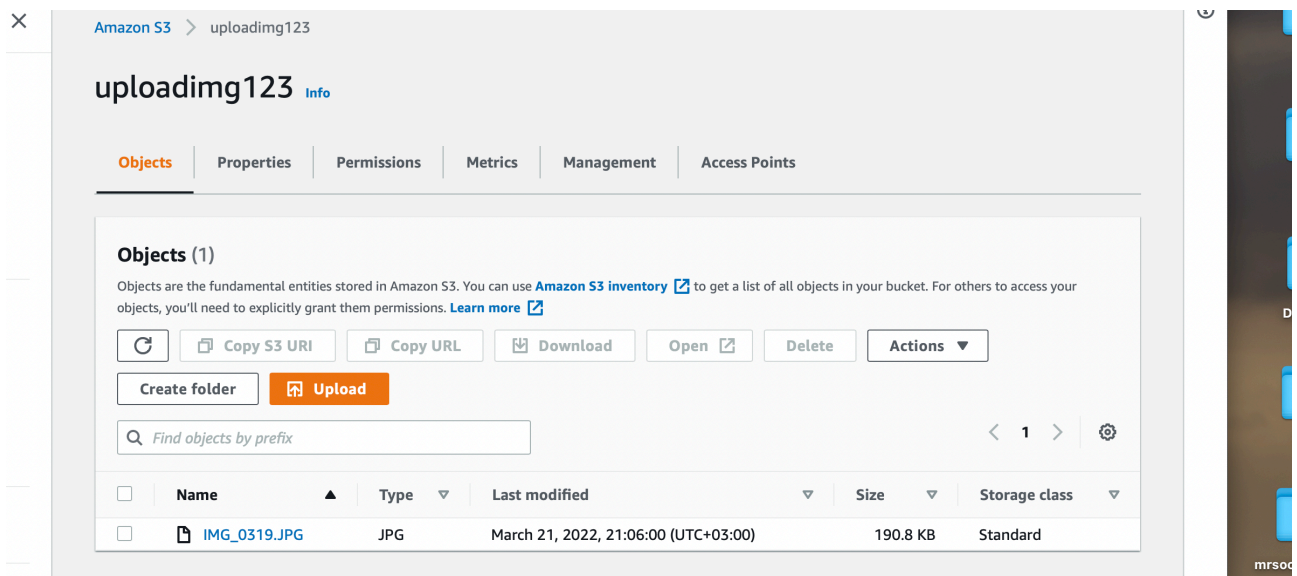 Amazon S3 > uploadimg123
uploadimg123 Info
Objects Properties Permissions Metrics Management Access Points
Objects (1)
Objects are the fundamental entities stored in Amazon S3. You can use Amazon S3 inventory to get a list of all objects in your bucket. For others to access your
objects, you'll need to explicitly grant them permissions. Learn more
Copy S3 URI Copy URL Download Open Delete Actions
Create folder Upload
Find objects by prefix
1
Name Type Last modified Size Storage class
IMG_0319.JPG JPG March 21, 2022, 21:06:00 (UTC+03:00) 190.8 KB Standard